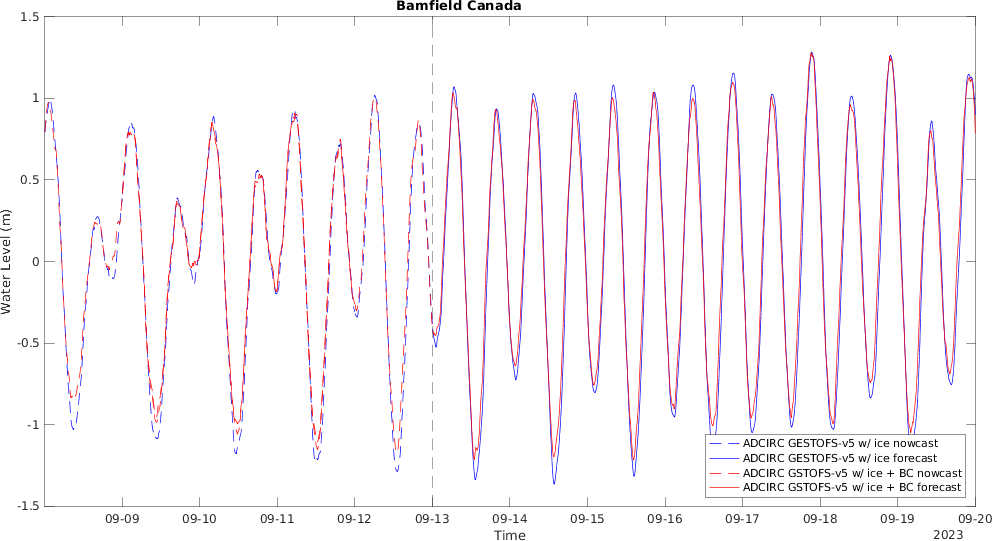 Bamfield Canada
Water Level (m)
1.5
1
0.5
0
-0.5
-1
-1.5
09-09 09-10 09-11 09-12 09-13 09-14 09-15 09-16 09-17 09-18 09-19 09-20
Time
2023
ADCIRC GESTOFS-v5 w/ ice nowcast
ADCIRC GESTOFS-v5 w/ ice forecast
ADCIRC GSTOFS-v5 w/ ice + BC nowcast
ADCIRC GSTOFS-v5 w/ ice + BC forecast